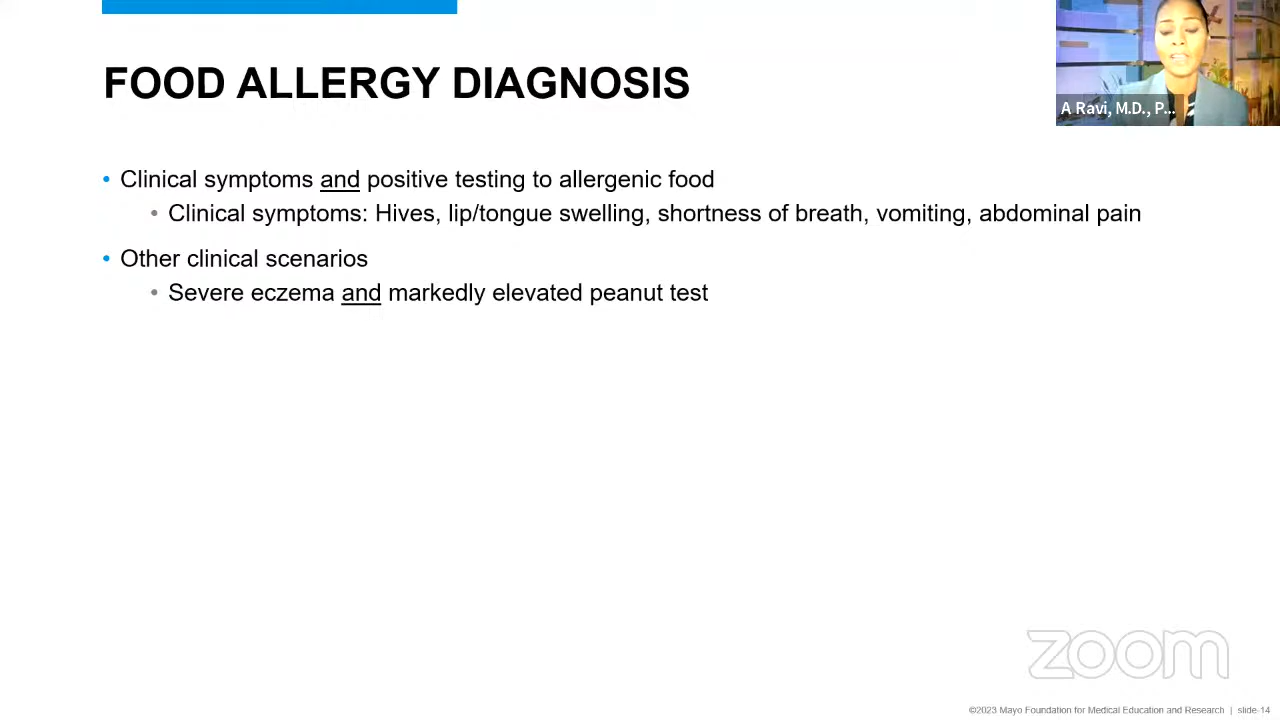 FOOD ALLERGY DIAGNOSIS
A Ravi, M.D., P...
• Clinical symptoms and positive testing to allergenic food
• Clinical symptoms: Hives, lip/tongue swelling, shortness of breath, vomiting, abdominal pain
• Other clinical scenarios
• Severe eczema and markedly elevated peanut test
zoom
©2023 Mayo Foundation for Medical Education and Research | slide-14